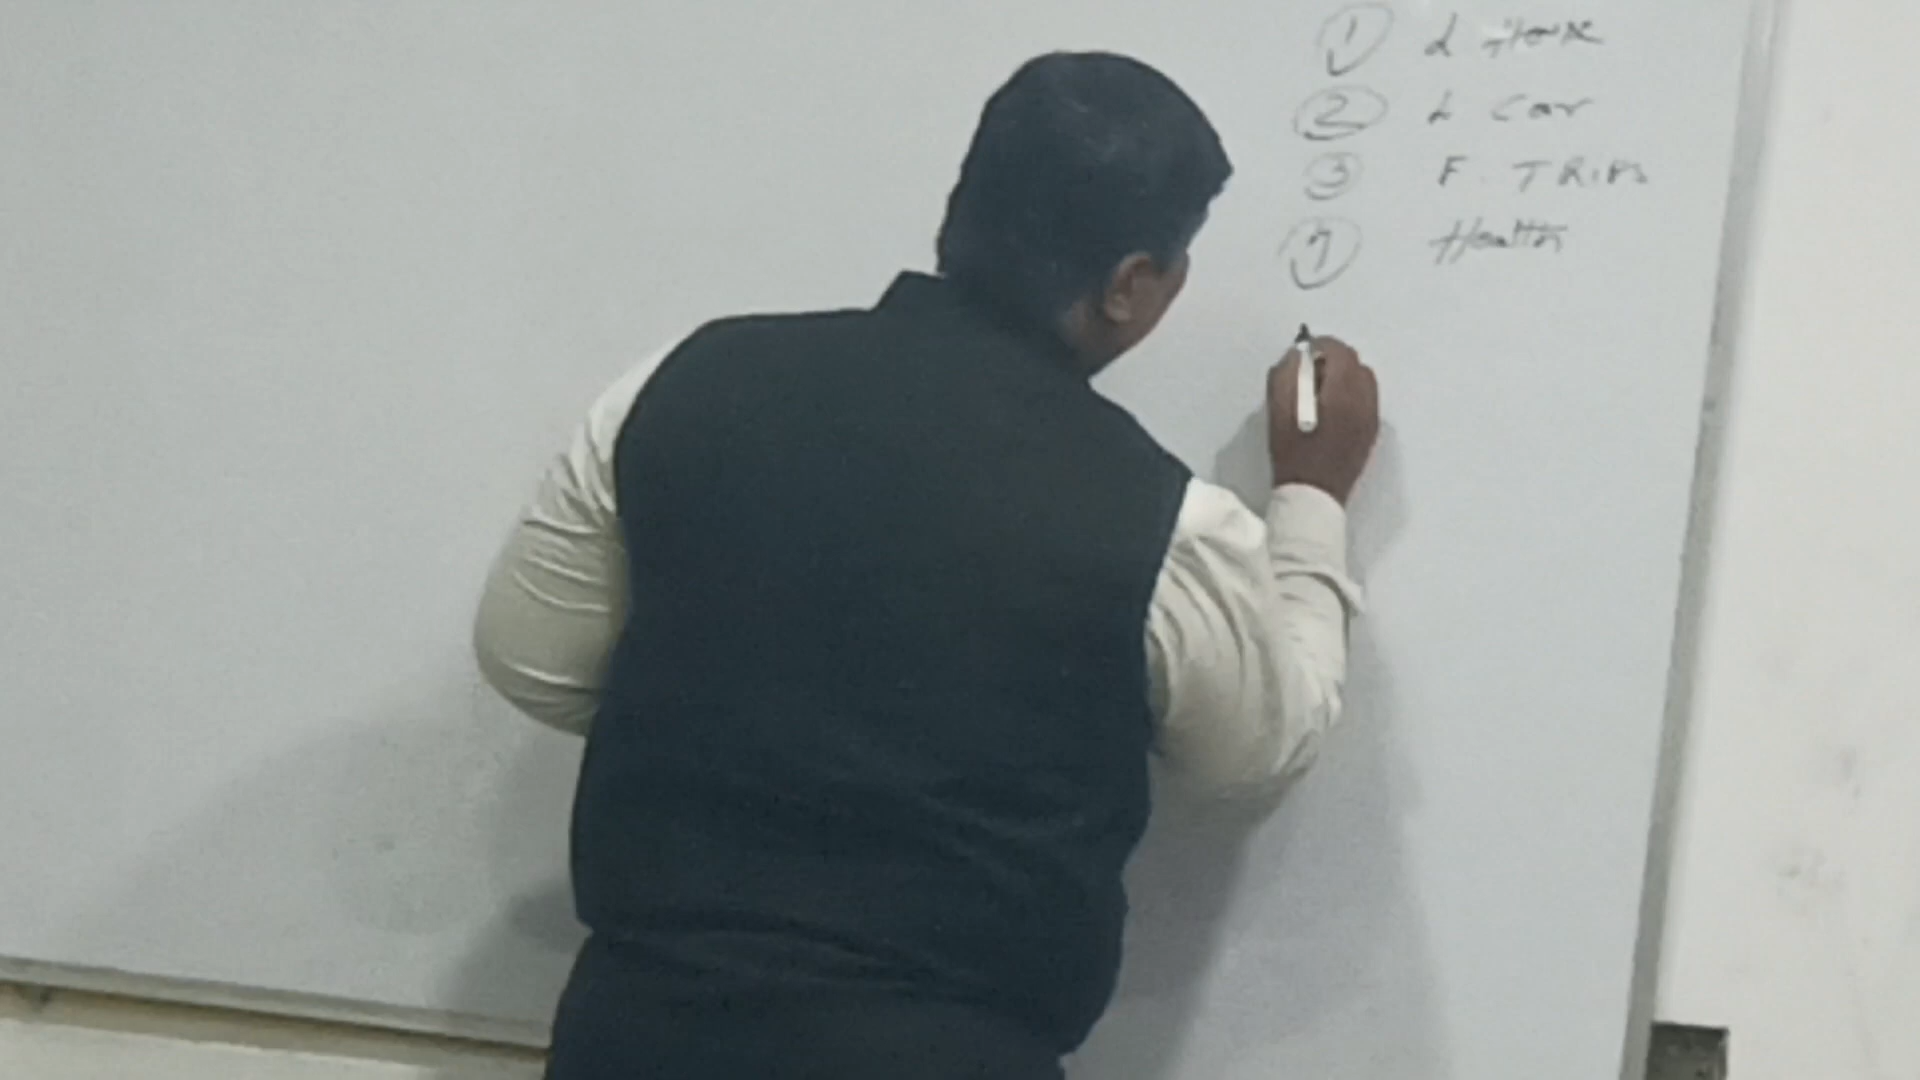 ① L House
② L Car
③ F. TRIPs
④ Health